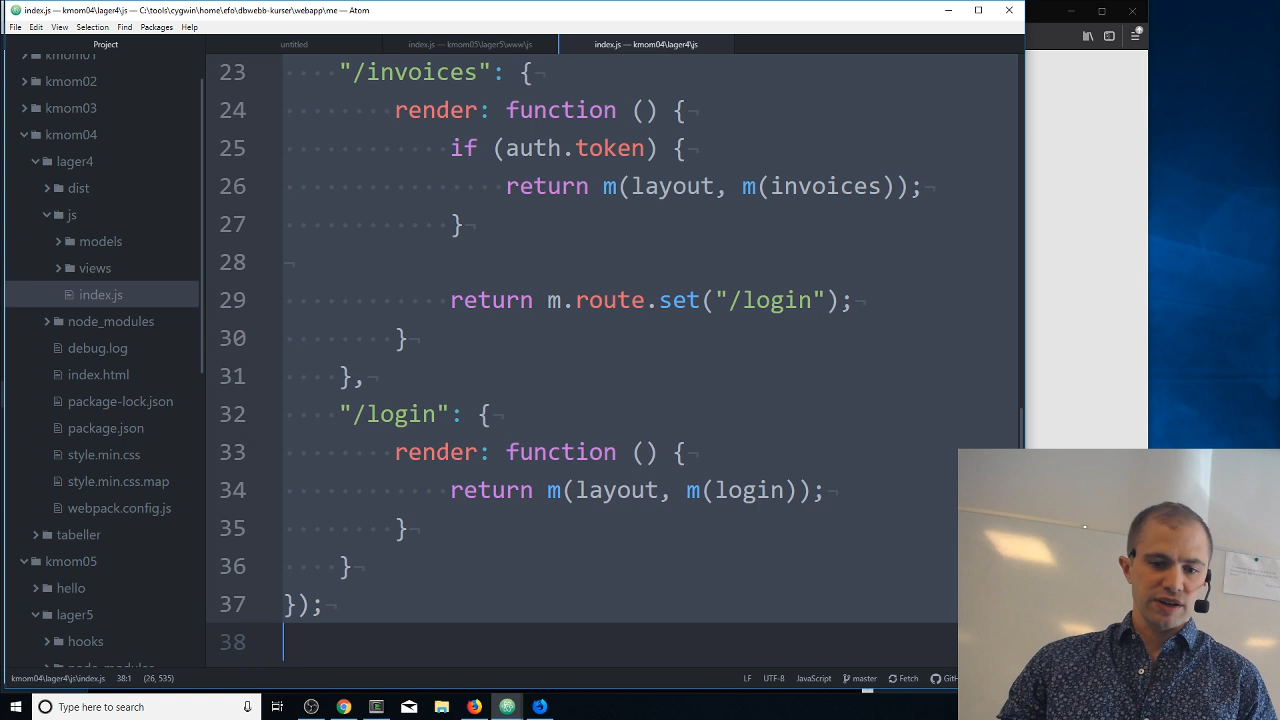 index.js — kmom04\lager4\js — C:\tools\cygwin\home\efo\dbwebb-kurser\webapp\me — Atom
File Edit View Selection Find Packages Help
Project
untitled
index.js — kmom05\lager5\www\js
index.js — kmom04\lager4\js
kmom01
kmom02
kmom03
kmom04
lager4
dist
js
models
views
index.js
node_modules
debug.log
index.html
package-lock.json
package.json
style.min.css
style.min.css.map
webpack.config.js
tabeller
kmom05
hello
lager5
hooks
node_modules
23 "/invoices": {
24 render: function () {
25 if (auth.token) {
26 return m(layout, m(invoices));
27 }
28
29 return m.route.set("/login");
30 }
31 },
32 "/login": {
33 render: function () {
34 return m(layout, m(login));
35 }
36 }
37 });
38
kmom04\lager4\js\index.js 38:1 (26, 535) LF UTF-8 JavaScript master Fetch
Type here to search